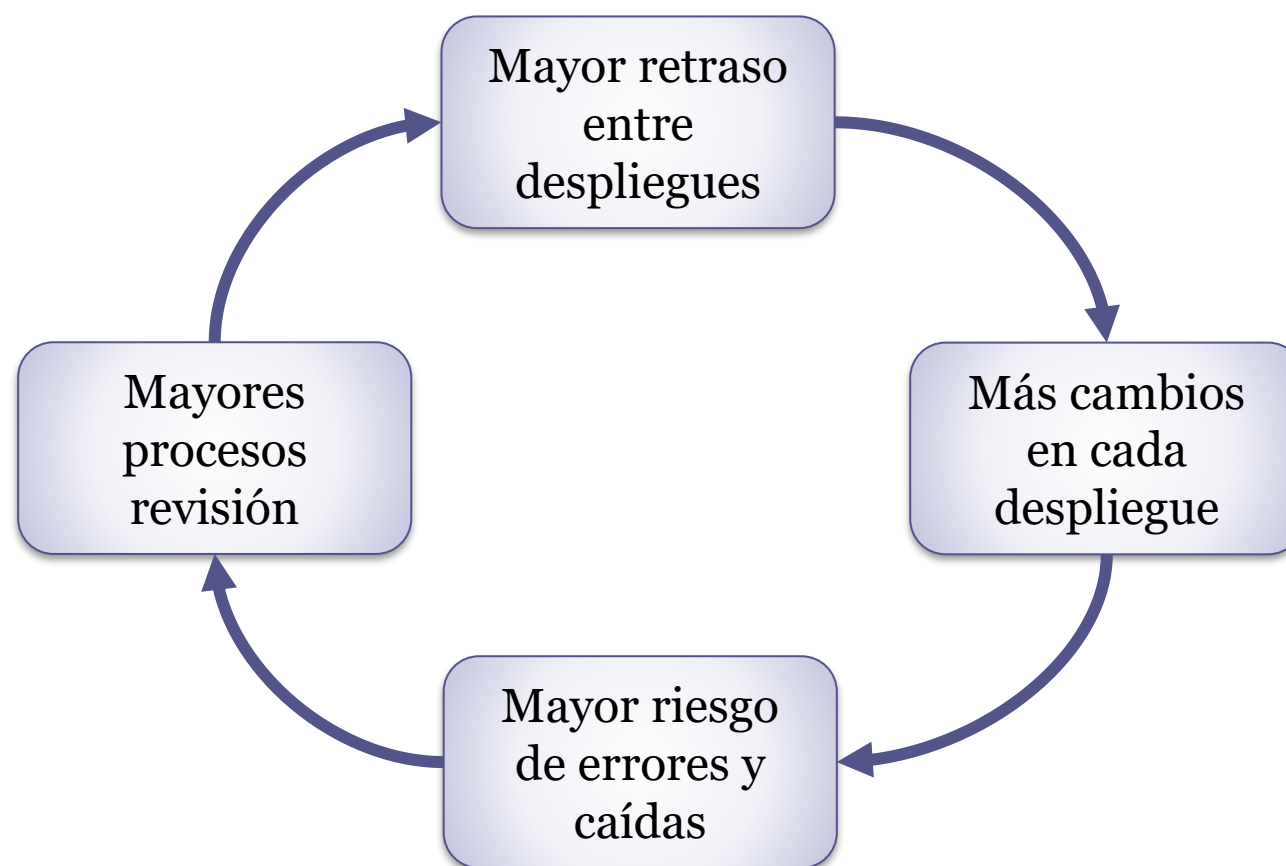 Mayor retraso
entre
despliegues
Más cambios
en cada
despliegue
Mayor riesgo
de errores y
caídas
Mayores
procesos
revisión